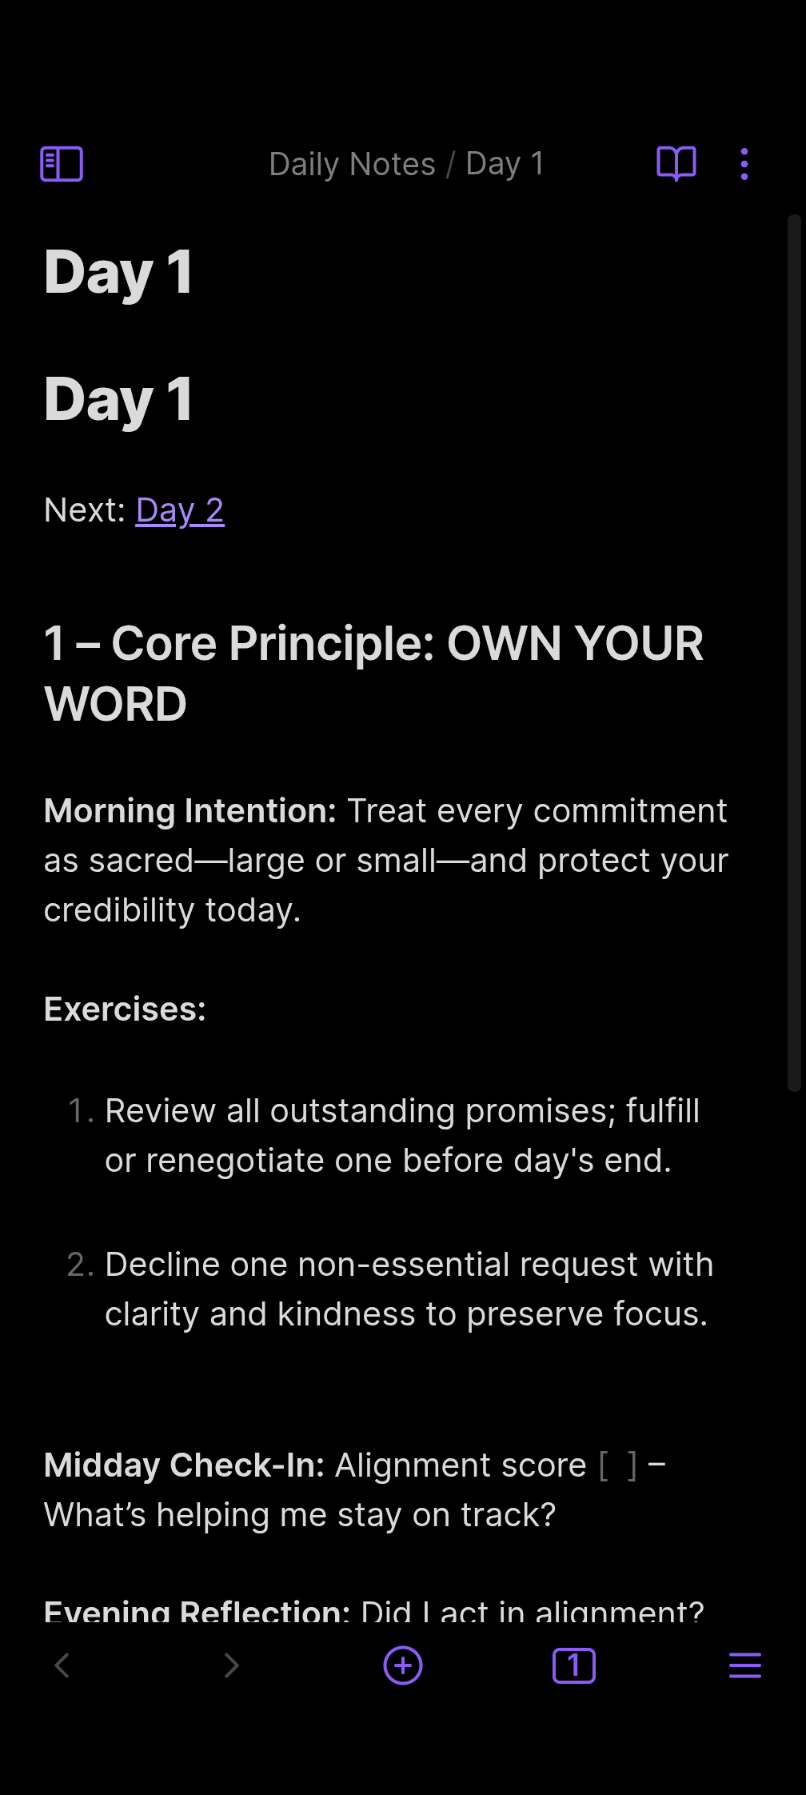 Daily Notes / Day 1
Day 1
Day 1
Next: Day 2
1 – Core Principle: OWN YOUR
WORD
Morning Intention: Treat every commitment
as sacred—large or small—and protect your
credibility today.
Exercises:
1. Review all outstanding promises; fulfill
or renegotiate one before day's end.
2. Decline one non-essential request with
clarity and kindness to preserve focus.
Midday Check-In: Alignment score [ ] –
What’s helping me stay on track?
Evening Reflection: Did I act in alignment?
1